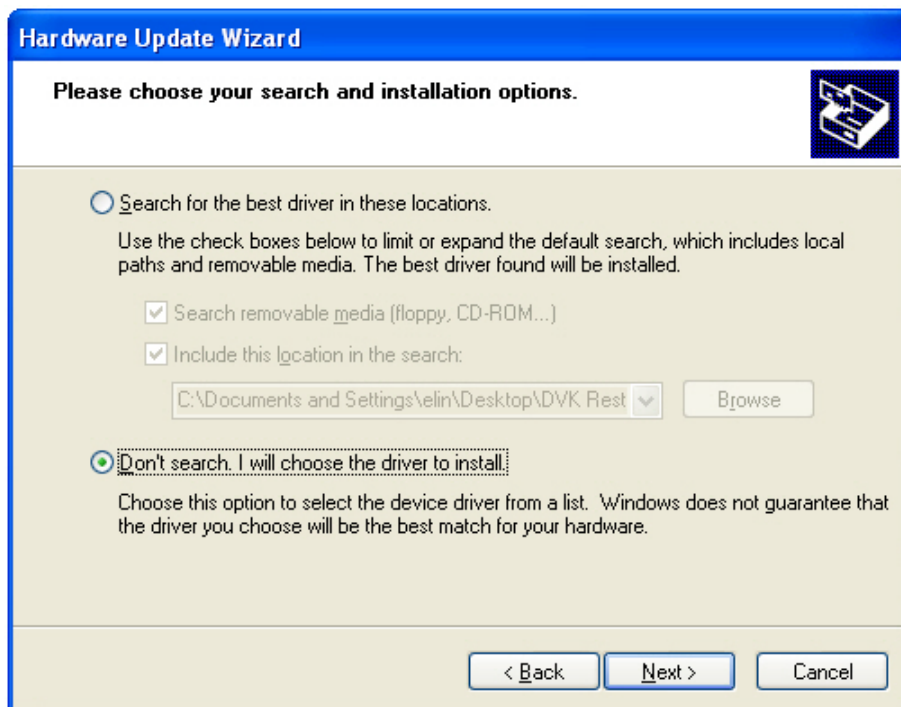 Hardware Update Wizard
Please choose your search and installation options.
Search for the best driver in these locations.
Use the check boxes below to limit or expand the default search, which includes local
paths and removable media. The best driver found will be installed.
Search removable media (floppy, CD-ROM...)
Include this location in the search:
C:\Documents and Settings\elin\Desktop\DVK Rest
Browse
Don't search. I will choose the driver to install.
Choose this option to select the device driver from a list. Windows does not guarantee that
the driver you choose will be the best match for your hardware.
< Back
Next >
Cancel